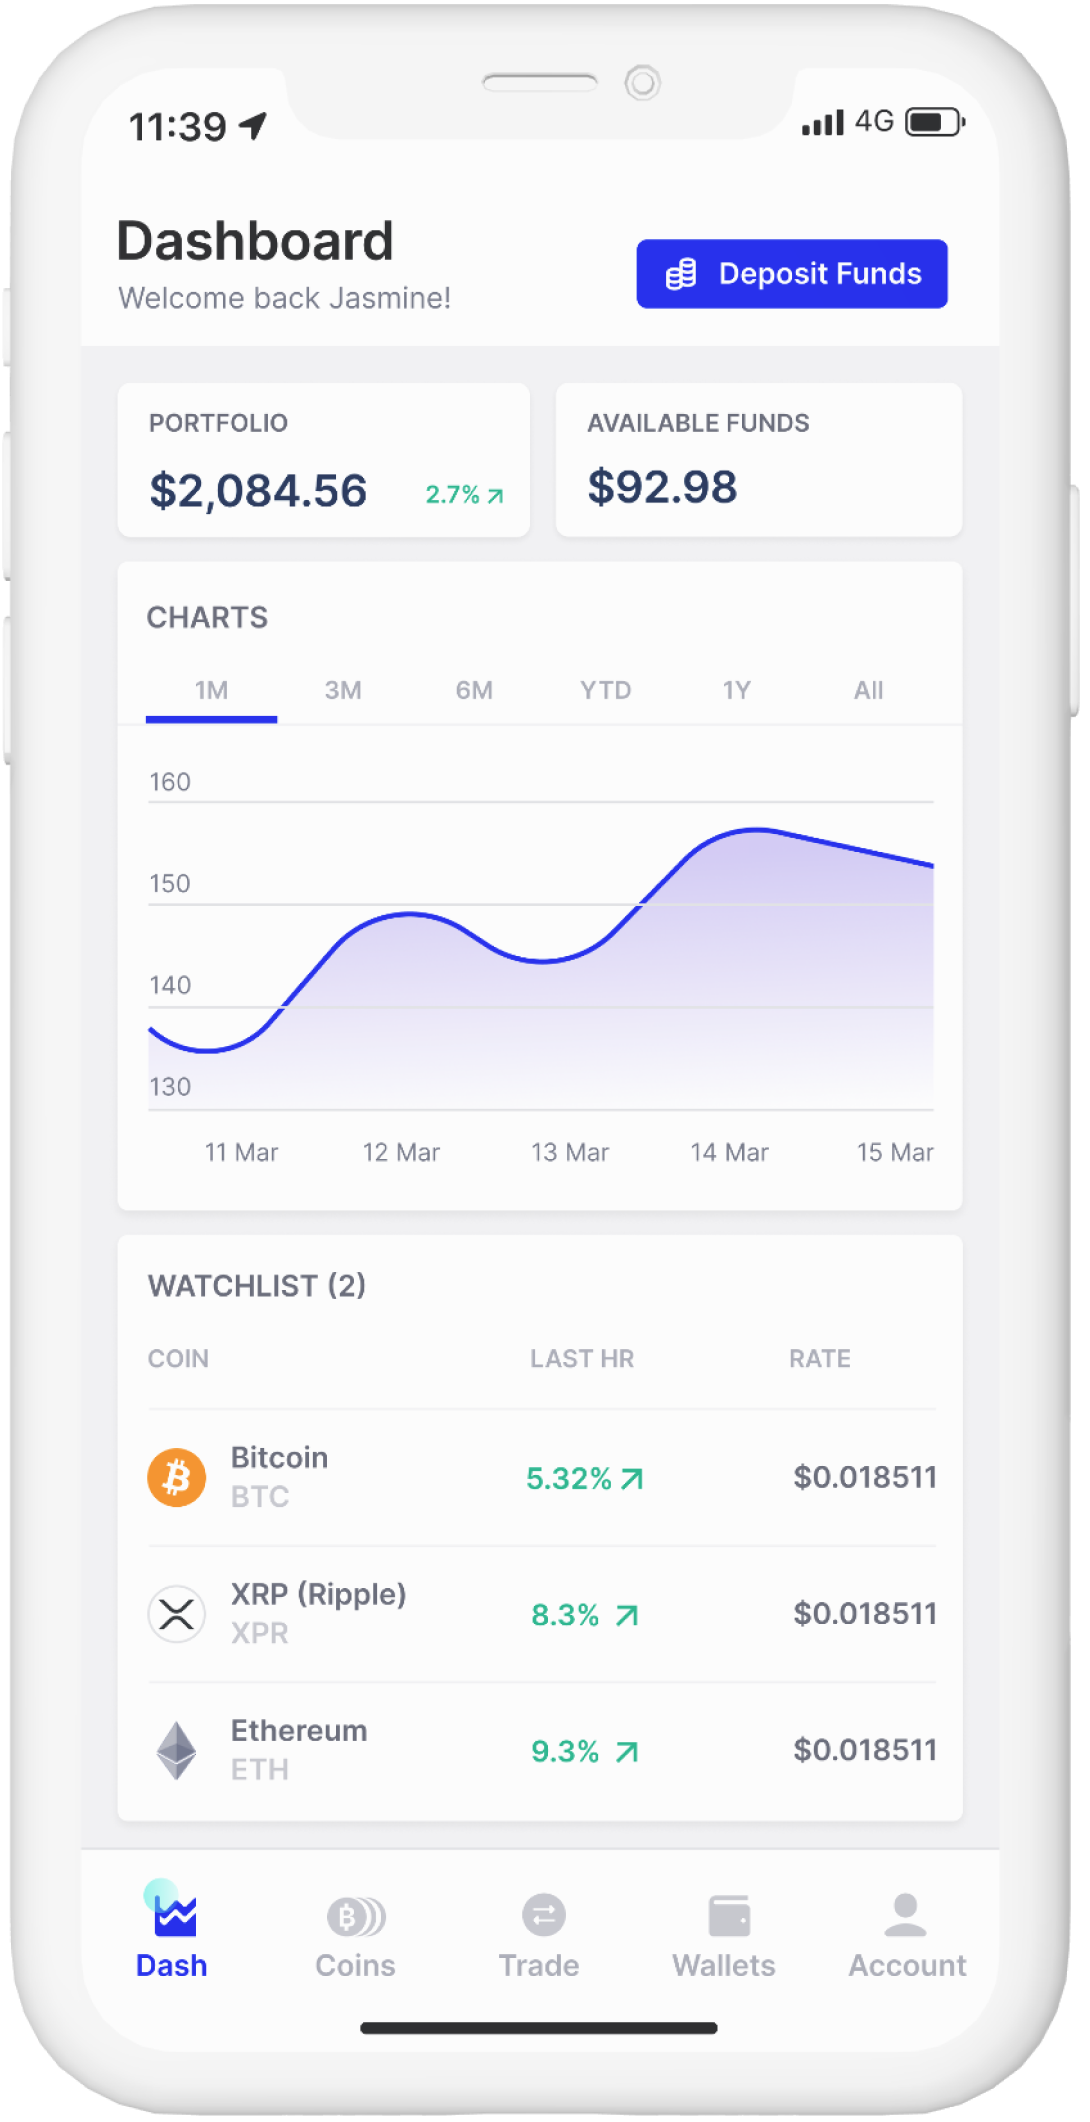 11:39 4G
Dashboard
Welcome back Jasmine!
Deposit Funds
PORTFOLIO
$2,084.56 2.7%
AVAILABLE FUNDS
$92.98
CHARTS
1M 3M 6M YTD 1Y All
160
150
140
130
11 Mar 12 Mar 13 Mar 14 Mar 15 Mar
WATCHLIST (2)
COIN LAST HR RATE
Bitcoin
BTC
5.32% $0.018511
XRP (Ripple)
XPR
8.3% $0.018511
Ethereum
ETH
9.3% $0.018511
Dash Coins Trade Wallets Account